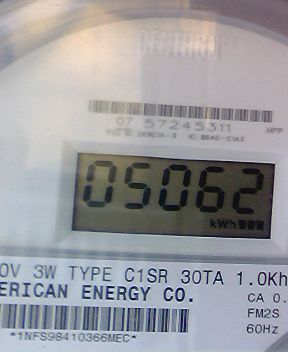 CENTRON
07 57245311
HPP
05062
kWh
0V 3W TYPE C1SR 30TA 1.0Kh
ERICAN ENERGY CO.
CA 0.
FM2S
*1NFS98410366MEC*
60Hz